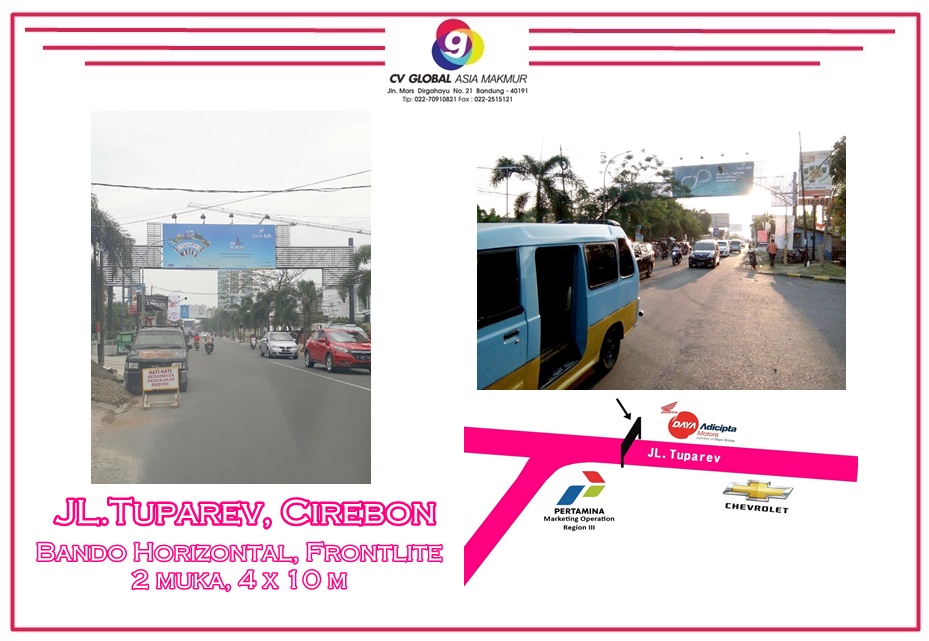 g
CV GLOBAL ASIA MAKMUR
Jln. Mars Dirgahayu No. 21 Bandung - 40191
Tlp: 022-70910821 Fax : 022-2515121
HATI-HATI
PEKERJAAN
JL.TUPAREV, CIREBON
BANDO HORIZONTAL, FRONTLITE
2 MUKA, 4 X 10 M
HONDA
DAYA Adicipta
Motora
JL.Tuparev
PERTAMINA
Marketing Operation
Region III
CHEVROLET